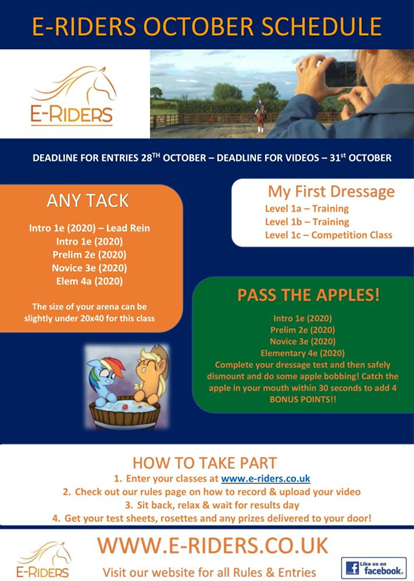 E-RIDERS OCTOBER SCHEDULE
E-RIDERS
DEADLINE FOR ENTRIES 28TH OCTOBER – DEADLINE FOR VIDEOS – 31st OCTOBER
ANY TACK
Intro 1e (2020) – Lead Rein
Intro 1e (2020)
Prelim 2e (2020)
Novice 3e (2020)
Elem 4a (2020)
The size of your arena can be
slightly under 20x40 for this class
My First Dressage
Level 1a – Training
Level 1b – Training
Level 1c – Competition Class
PASS THE APPLES!
Intro 1e (2020)
Prelim 2e (2020)
Novice 3e (2020)
Elementary 4e (2020)
Complete your dressage test and then safely
dismount and do some apple bobbing! Catch the
apple in your mouth within 30 seconds to add 4
BONUS POINTS!!
HOW TO TAKE PART
1. Enter your classes at www.e-riders.co.uk
2. Check out our rules page on how to record & upload your video
3. Sit back, relax & wait for results day
4. Get your test sheets, rosettes and any prizes delivered to your door!
E-RIDERS
WWW.E-RIDERS.CO.UK
Visit our website for all Rules & Entries
Like us on
facebook.